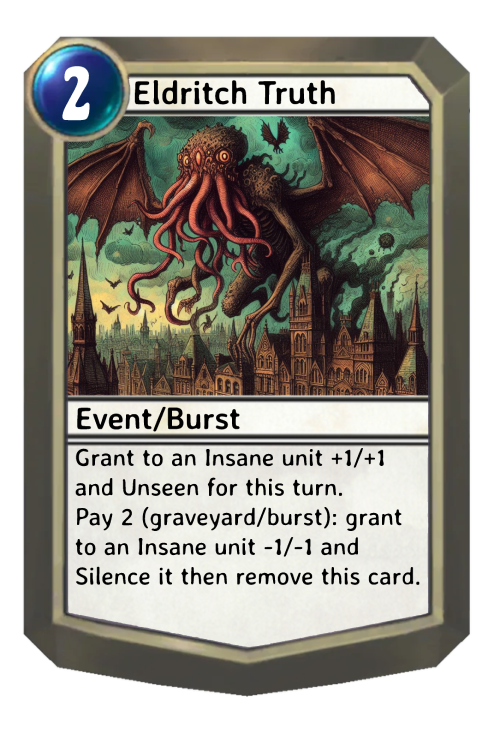 2
Eldritch Truth
Event/Burst
Grant to an Insane unit +1/+1
and Unseen for this turn.
Pay 2 (graveyard/burst): grant
to an Insane unit -1/-1 and
Silence it then remove this card.